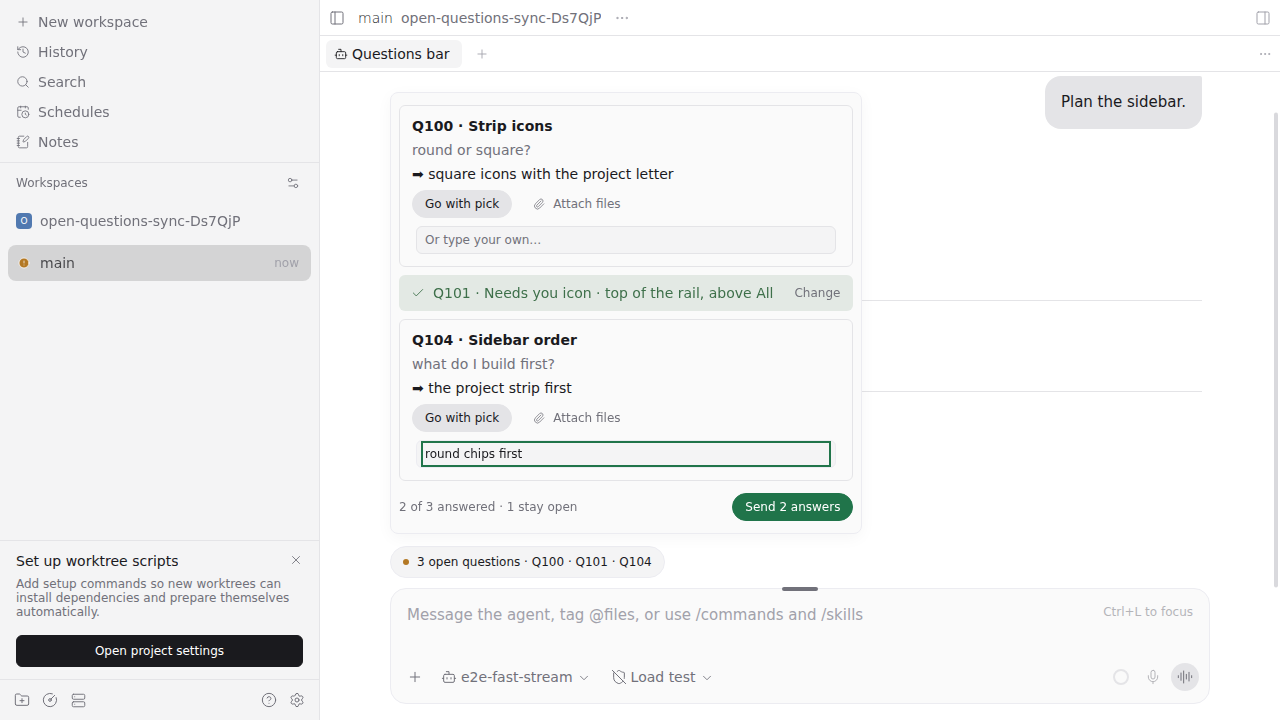 New workspace
History
Search
Schedules
Notes
Workspaces
O open-questions-sync-Ds7QjP
main now
Set up worktree scripts
Add setup commands so new worktrees can
install dependencies and prepare themselves
automatically.
Open project settings
main open-questions-sync-Ds7QjP ···
Questions bar
Plan the sidebar.
Q100 · Strip icons
round or square?
➡ square icons with the project letter
Go with pick Attach files
Or type your own...
Q101 · Needs you icon · top of the rail, above All Change
Q104 · Sidebar order
what do I build first?
➡ the project strip first
Go with pick Attach files
round chips first
2 of 3 answered · 1 stay open Send 2 answers
3 open questions · Q100 · Q101 · Q104
Message the agent, tag @files, or use /commands and /skills
Ctrl+L to focus
e2e-fast-stream Load test